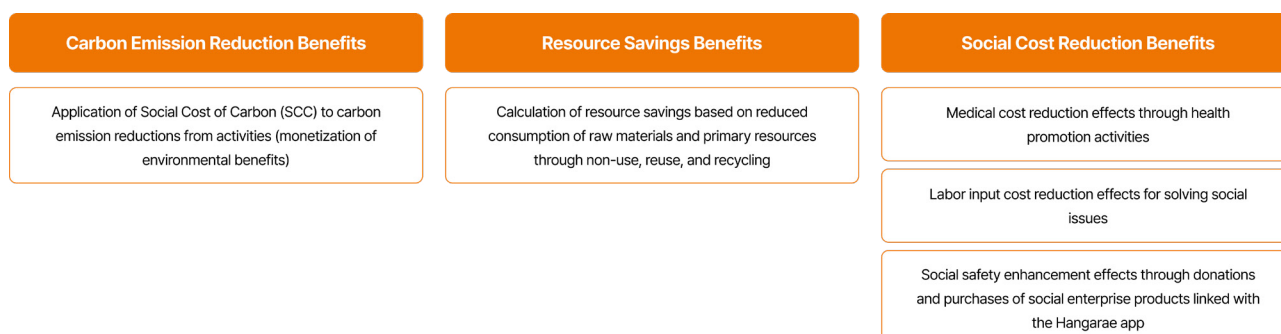 Carbon Emission Reduction Benefits
Application of Social Cost of Carbon (SCC) to carbon
emission reductions from activities (monetization of
environmental benefits)
Resource Savings Benefits
Calculation of resource savings based on reduced
consumption of raw materials and primary resources
through non-use, reuse, and recycling
Social Cost Reduction Benefits
Medical cost reduction effects through health
promotion activities
Labor input cost reduction effects for solving social
issues
Social safety enhancement effects through donations
and purchases of social enterprise products linked with
the Hangarae app